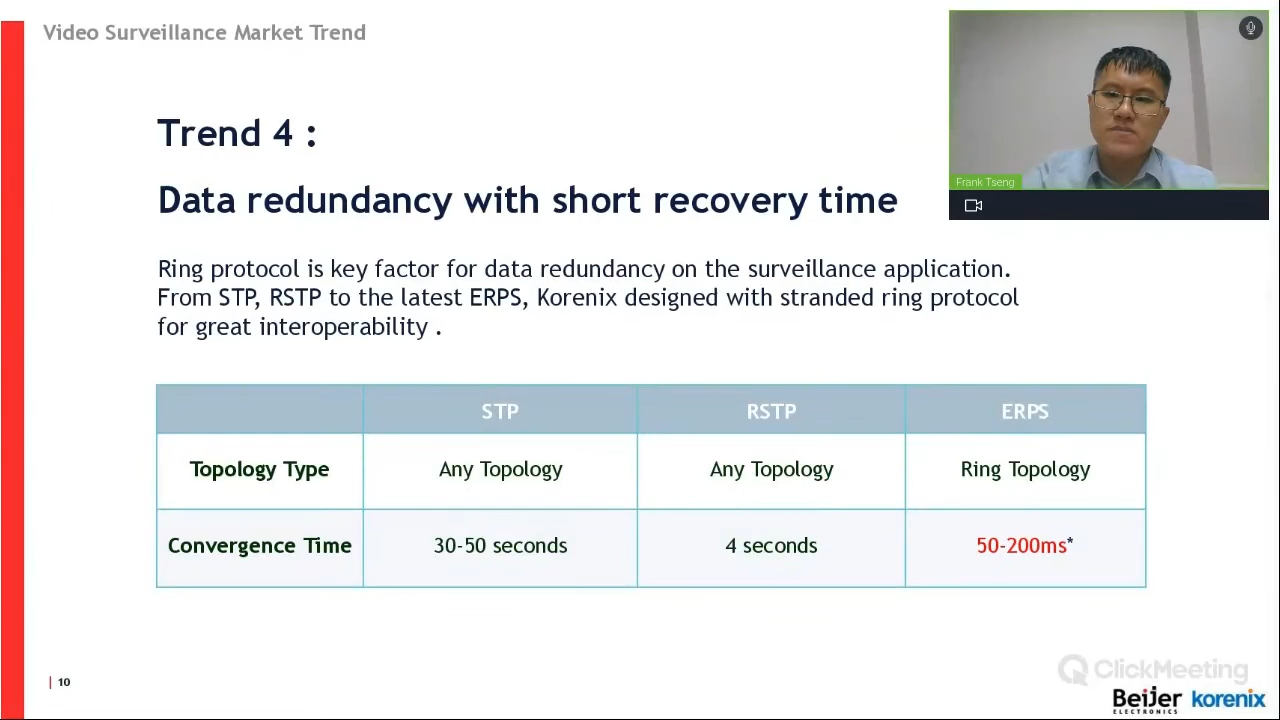 Video Surveillance Market Trend
Frank Tseng
Trend 4 :
Data redundancy with short recovery time
Ring protocol is key factor for data redundancy on the surveillance application.
From STP, RSTP to the latest ERPS, Korenix designed with stranded ring protocol
for great interoperability .
STP RSTP ERPS
Topology Type Any Topology Any Topology Ring Topology
Convergence Time 30-50 seconds 4 seconds 50-200ms*
| 10
ClickMeeting
Beijer korenix
ELECTRONICS